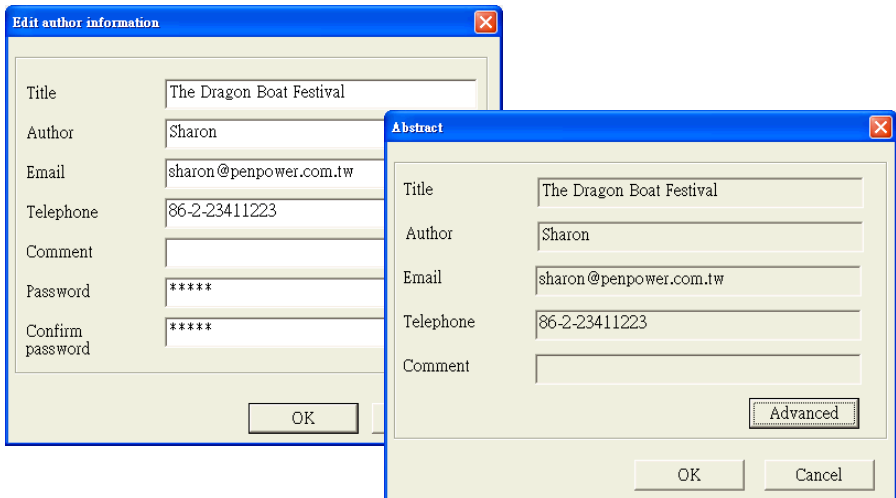 Edit author information
Title The Dragon Boat Festival
Author Sharon
Email sharon@penpower.com.tw
Telephone 86-2-23411223
Comment
Password *****
Confirm password *****
OK
Abstract
Title The Dragon Boat Festival
Author Sharon
Email sharon@penpower.com.tw
Telephone 86-2-23411223
Comment
Advanced
OK Cancel